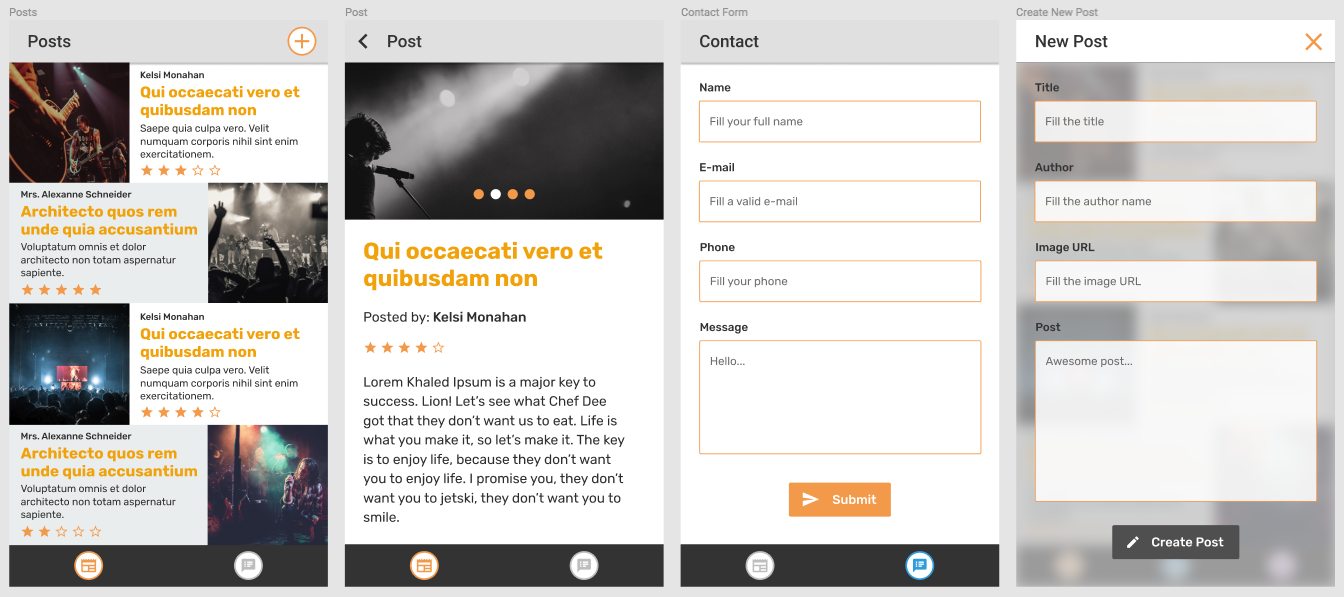 Posts
Posts
Kelsi Monahan
Qui occaecati vero et
quibusdam non
Saepe quia culpa vero. Velit
numquam corporis nihil sint enim
exercitationem.
Mrs. Alexanne Schneider
Architecto quos rem
unde quia accusantium
Voluptatum omnis et dolor
architecto non totam aspernatur
sapiente.
Kelsi Monahan
Qui occaecati vero et
quibusdam non
Saepe quia culpa vero. Velit
numquam corporis nihil sint enim
exercitationem.
Mrs. Alexanne Schneider
Architecto quos rem
unde quia accusantium
Voluptatum omnis et dolor
architecto non totam aspernatur
sapiente.
Post
Post
Qui occaecati vero et
quibusdam non
Posted by: Kelsi Monahan
Lorem Khaled Ipsum is a major key to
success. Lion! Let's see what Chef Dee
got that they don't want us to eat. Life is
what you make it, so let's make it. The key
is to enjoy life, because they don't want
you to enjoy life. I promise you, they don't
want you to jetski, they don't want you to
smile.
Contact Form
Contact
Name
Fill your full name
E-mail
Fill a valid e-mail
Phone
Fill your phone
Message
Hello...
Submit
Create New Post
New Post
Title
Fill the title
Author
Fill the author name
Image URL
Fill the image URL
Post
Awesome post...
Create Post